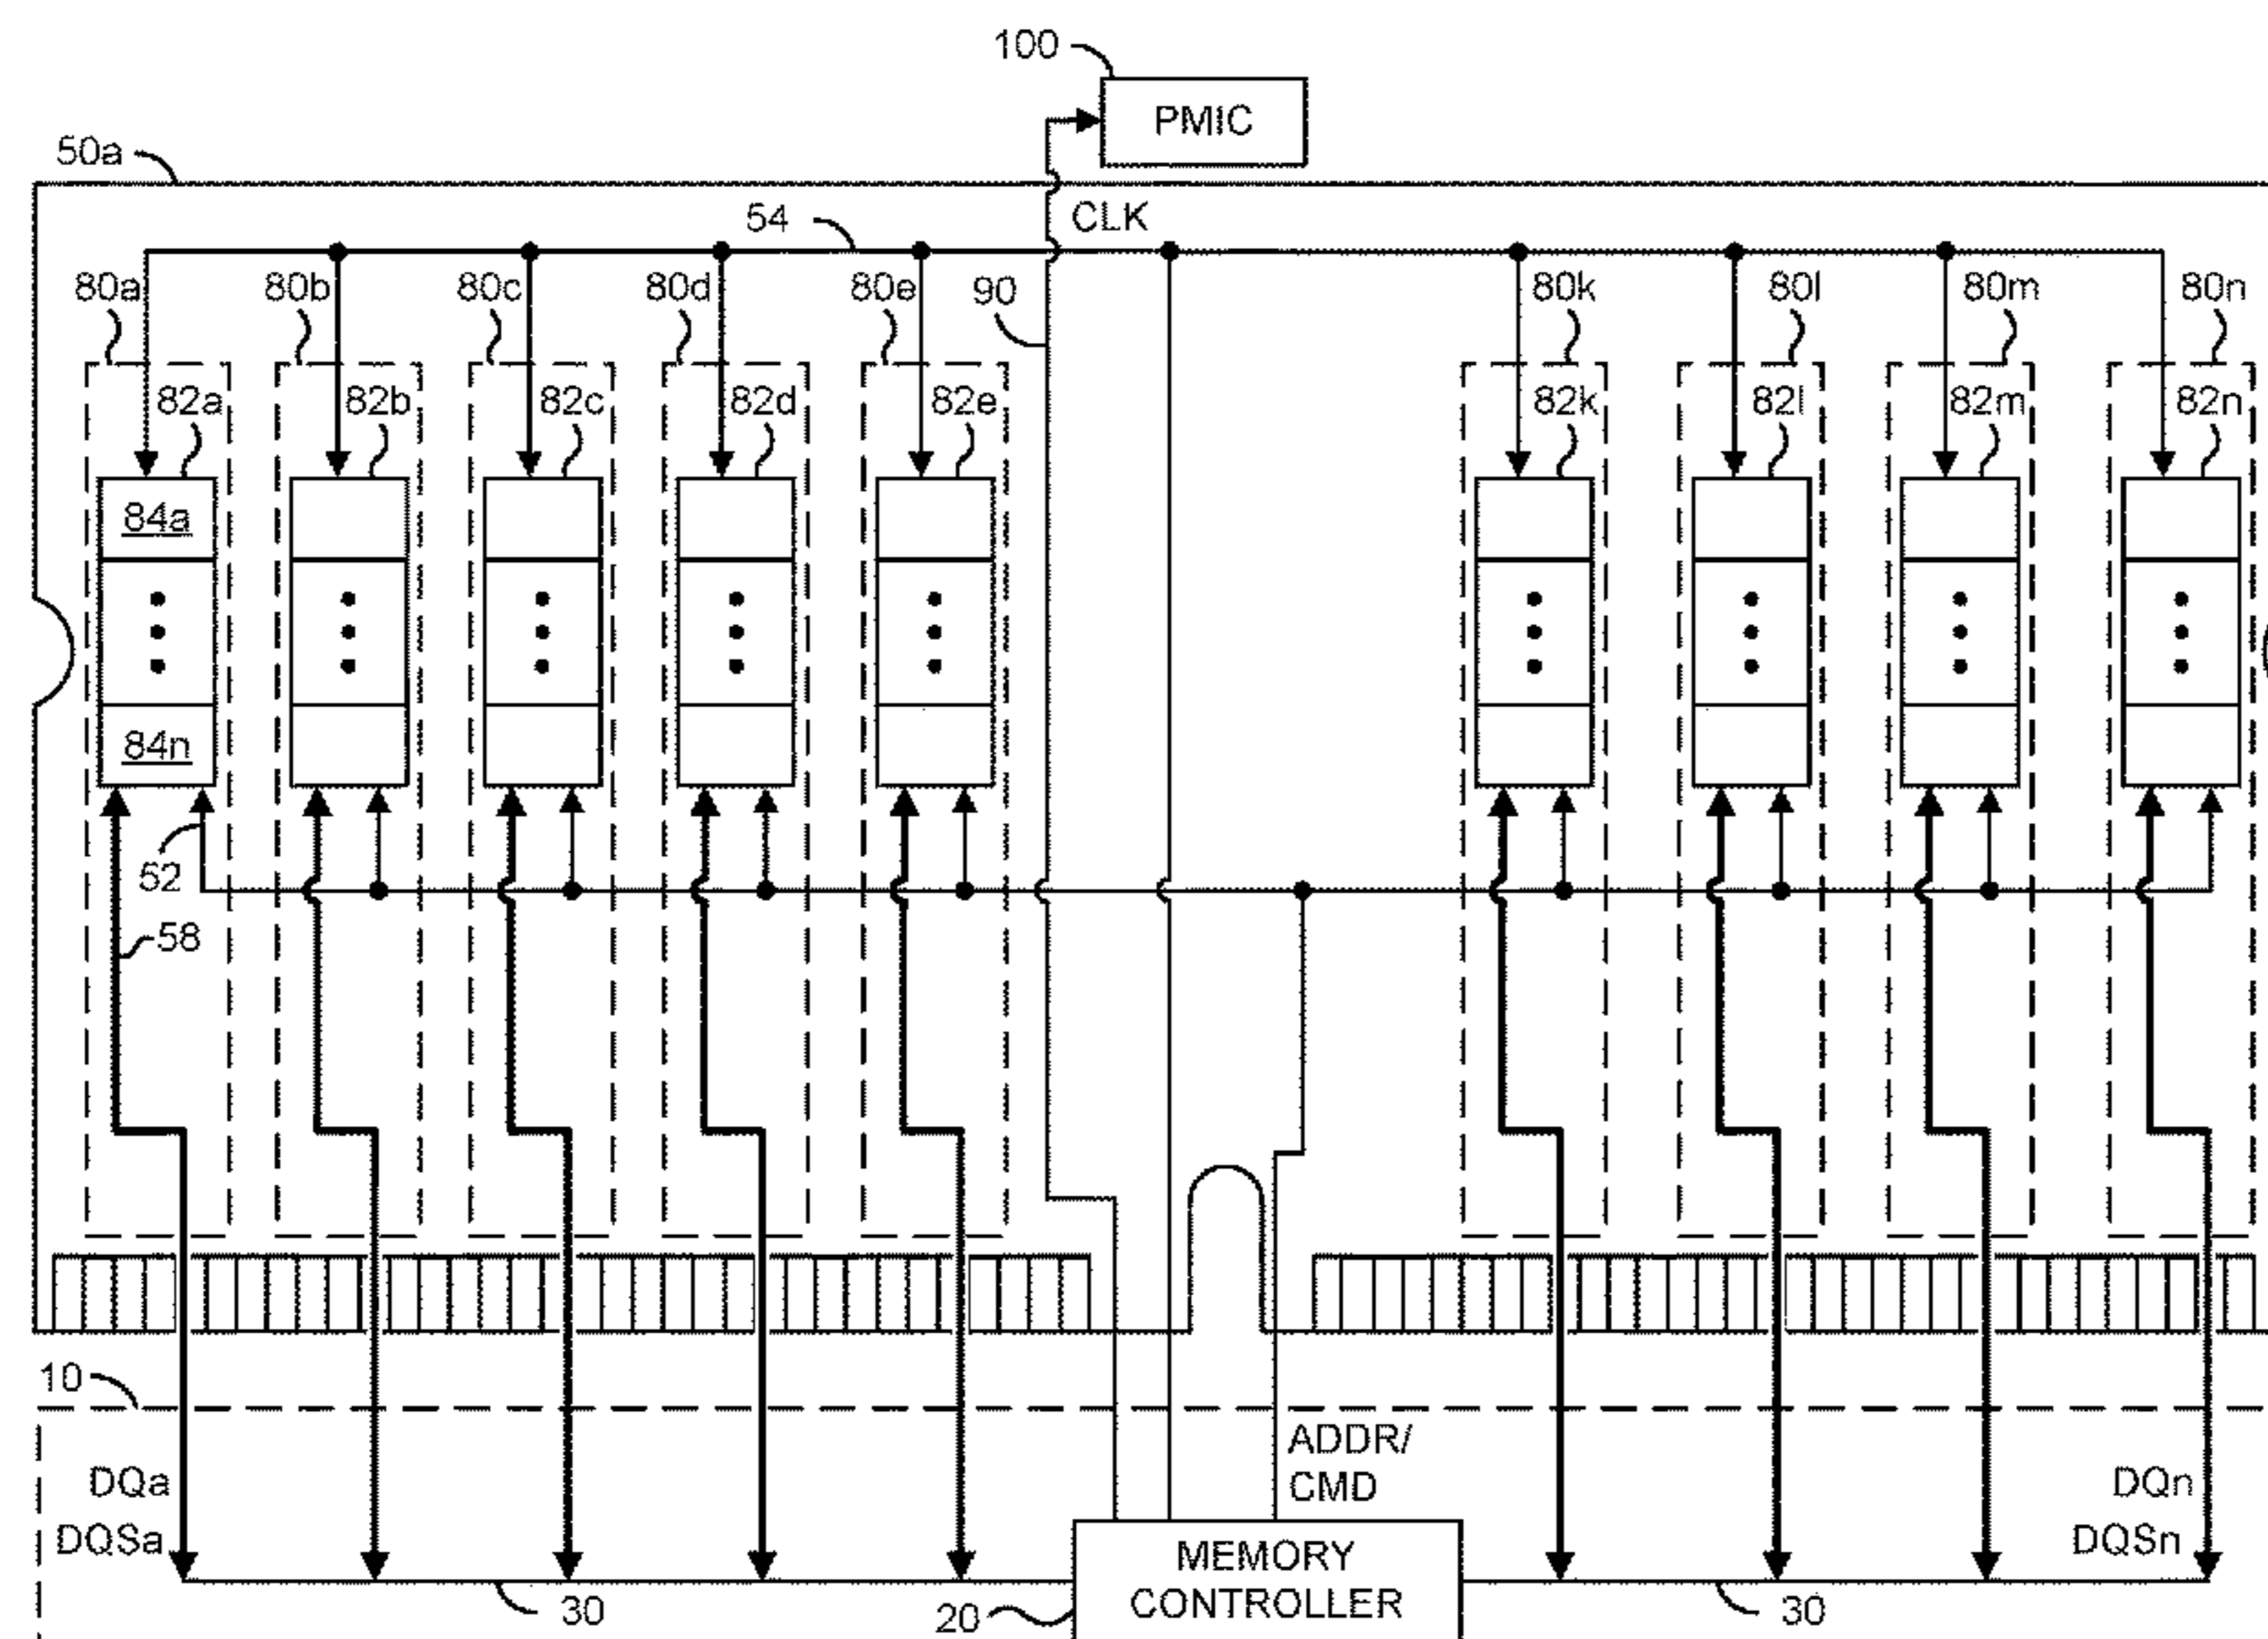 100
PMIC
50a
54
CLK
80a
80b
80c
80d
80e
90
80k
80l
80m
80n
82a
82b
82c
82d
82e
82k
82l
82m
82n
84a
84n
52
58
10
ADDR/
CMD
DQa
DQSa
DQn
DQSn
MEMORY
CONTROLLER
30
20
30